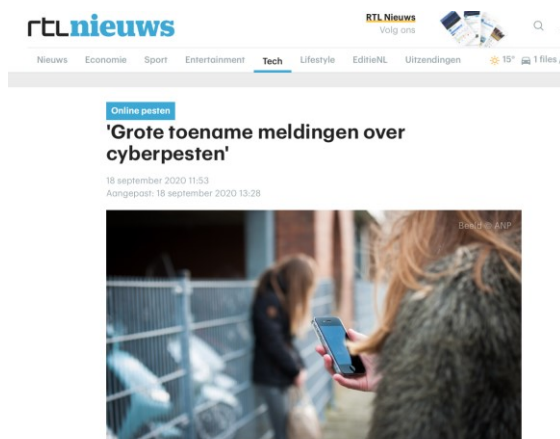 rtlnieuws
RTL Nieuws
Volg ons
Nieuws Economie Sport Entertainment Tech Lifestyle EditieNL Uitzendingen 15° 1 files
Online pesten
'Grote toename meldingen over
cyberpesten'
18 september 2020 11:53
Aangepast: 18 september 2020 13:28
Beeld © ANP